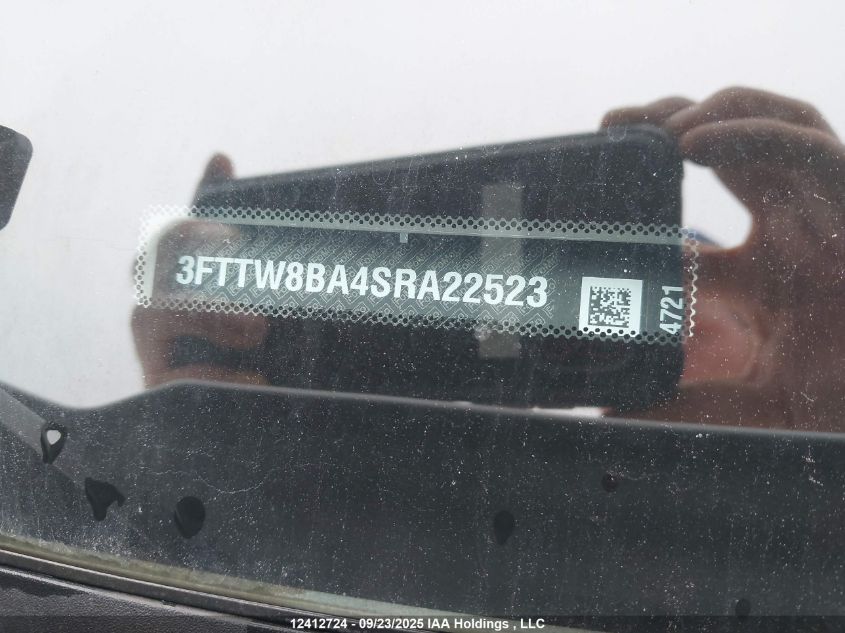 3FTTW8BA4SRA22523
4721
12412724 - 09/23/2025 IAA Holdings , LLC